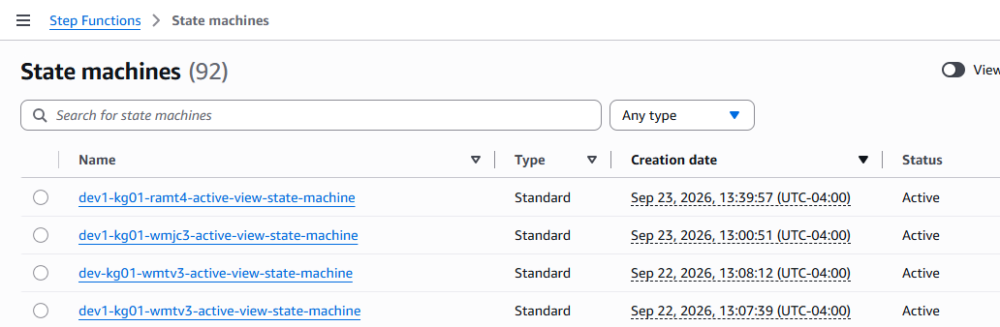 Step Functions > State machines
State machines (92)
View
Search for state machines
Any type
Name Type Creation date Status
dev1-kg01-ramt4-active-view-state-machine Standard Sep 23, 2026, 13:39:57 (UTC-04:00) Active
dev1-kg01-wmjc3-active-view-state-machine Standard Sep 23, 2026, 13:00:51 (UTC-04:00) Active
dev-kg01-wmtv3-active-view-state-machine Standard Sep 22, 2026, 13:08:12 (UTC-04:00) Active
dev1-kg01-wmtv3-active-view-state-machine Standard Sep 22, 2026, 13:07:39 (UTC-04:00) Active